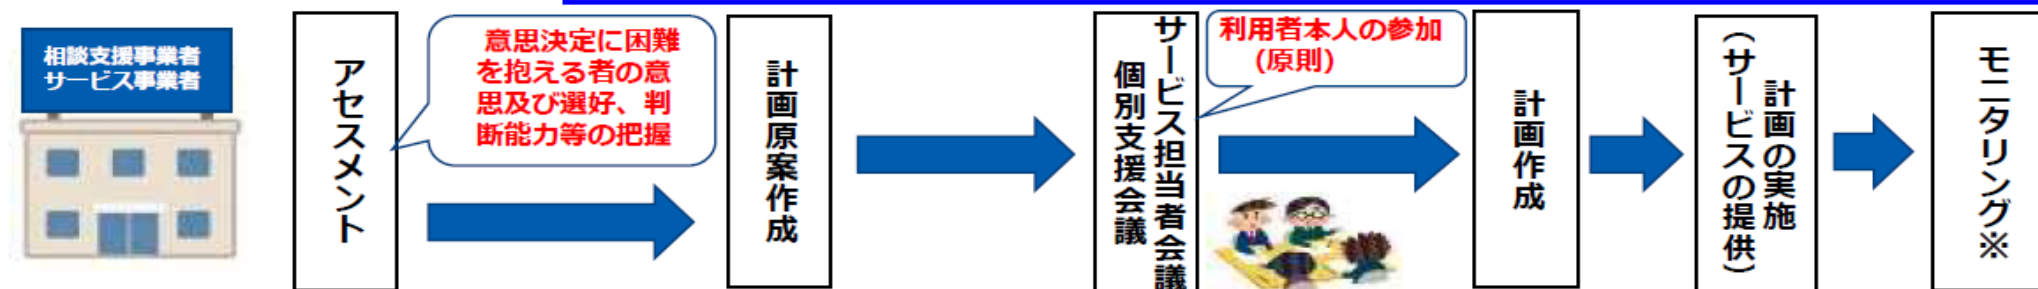 相談支援事業者
サービス事業者
アセスメント
意思決定に困難
を抱える者の意
思及び選好、判
断能力等の把握
計画原案作成
サービス担当者会議
個別支援会議
利用者本人の参加
(原則)
計画作成
計画の実施
(サービスの提供)
モニタリング※